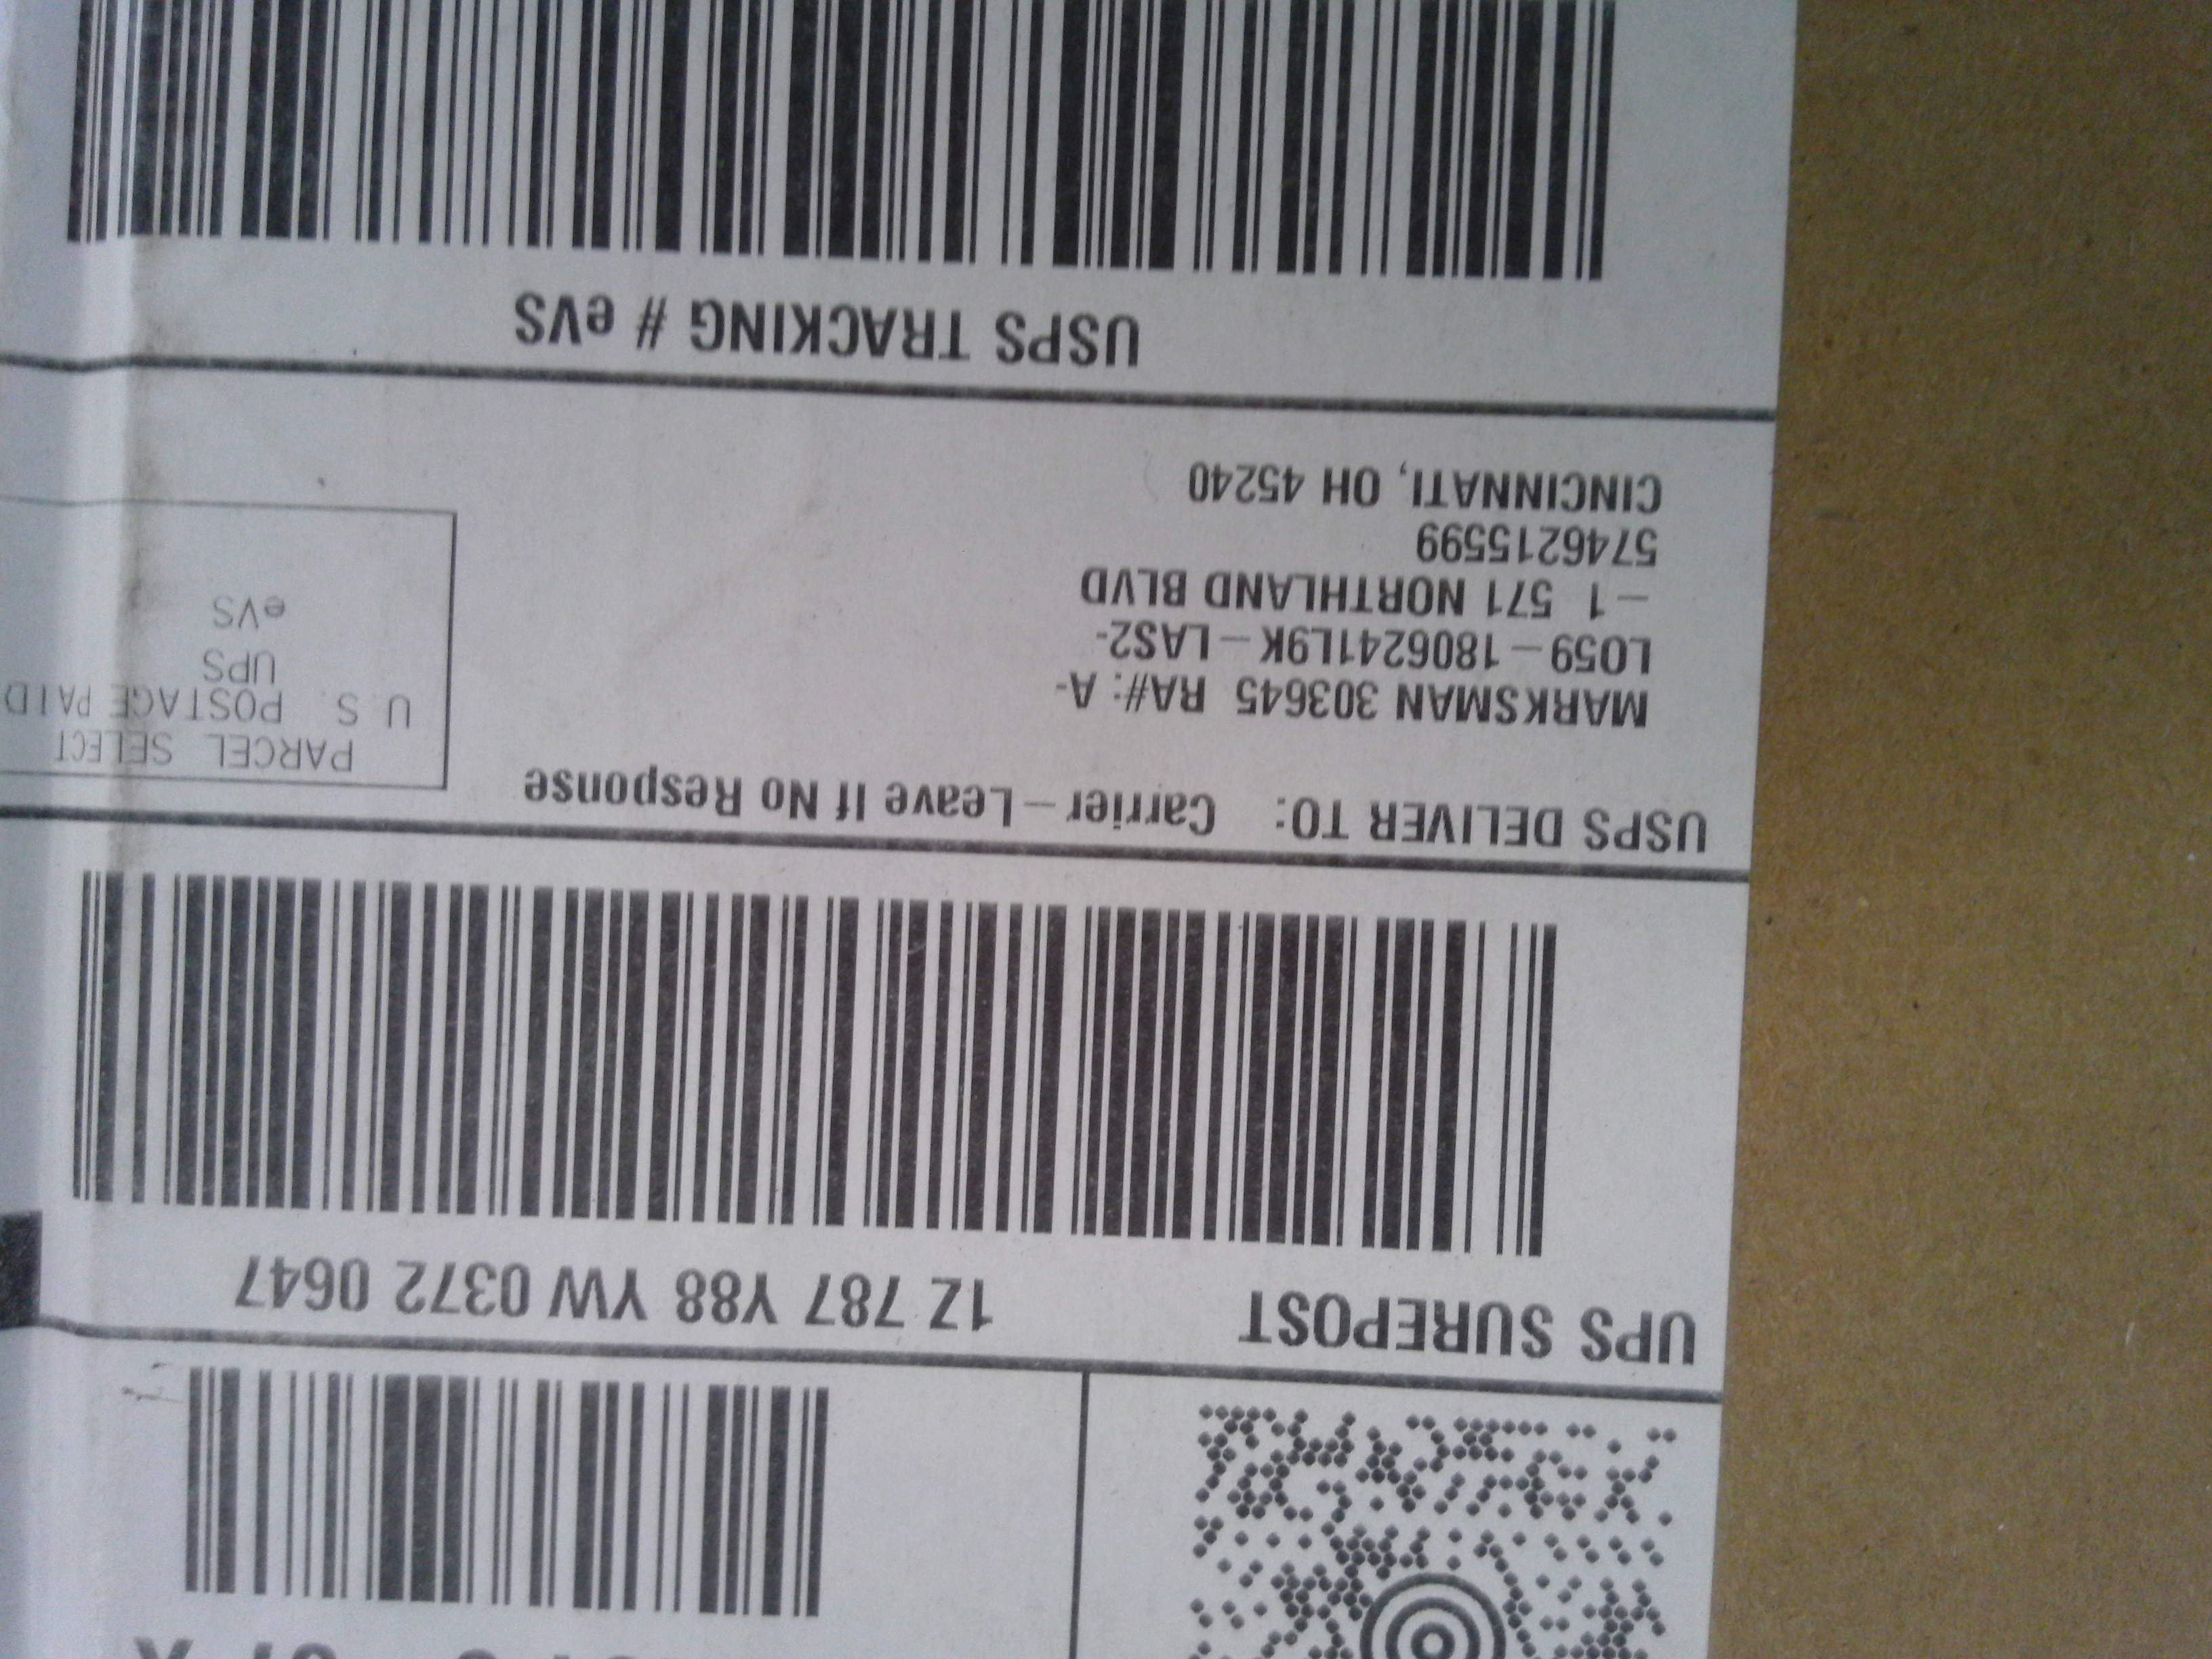 UPS SUREPOST
1Z 787 Y88 YW 0372 0647
USPS DELIVER TO: Carrier – Leave If No Response
MARKSMAN 303645 RA#: A-
L059 – 1806241L9K – LAS2-
– 1 571 NORTHLAND BLVD
5746215599
CINCINNATI, OH 45240
PARCEL SELECT
U.S. POSTAGE PAID
UPS
eVS
USPS TRACKING # eVS